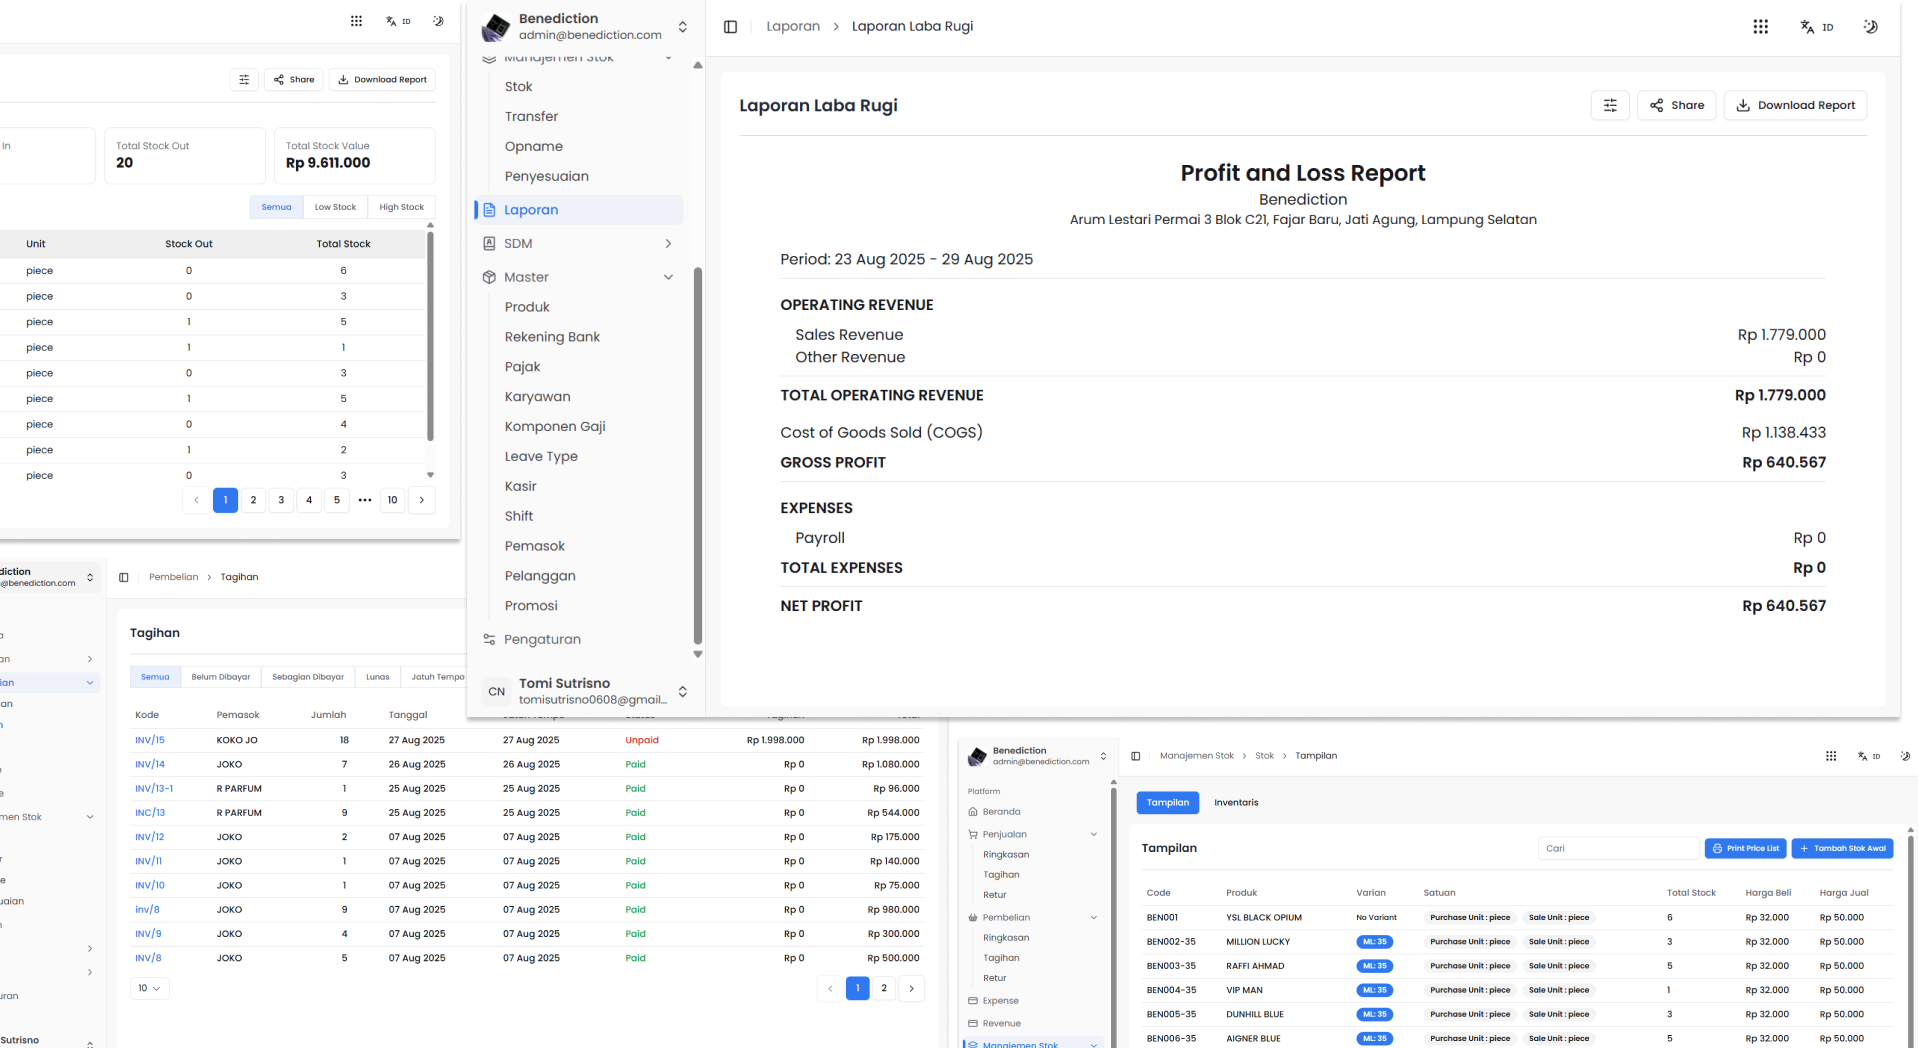 ID
Share
Download Report
In
Total Stock Out
20
Total Stock Value
Rp 9.611.000
Semua
Low Stock
High Stock
Unit Stock Out Total Stock
piece 0 6
piece 0 3
piece 1 5
piece 1 1
piece 0 3
piece 1 5
piece 0 4
piece 1 2
piece 0 3
1 2 3 4 5 ••• 10
Benediction
admin@benediction.com
Manajemen Stok
Stok
Transfer
Opname
Penyesuaian
Laporan
SDM
Master
Produk
Rekening Bank
Pajak
Karyawan
Komponen Gaji
Leave Type
Kasir
Shift
Pemasok
Pelanggan
Promosi
Pengaturan
CN
Tomi Sutrisno
tomisutrisno0608@gmail...
Laporan > Laporan Laba Rugi
ID
Laporan Laba Rugi
Share
Download Report
Profit and Loss Report
Benediction
Arum Lestari Permai 3 Blok C21, Fajar Baru, Jati Agung, Lampung Selatan
Period: 23 Aug 2025 - 29 Aug 2025
OPERATING REVENUE
Sales Revenue Rp 1.779.000
Other Revenue Rp 0
TOTAL OPERATING REVENUE Rp 1.779.000
Cost of Goods Sold (COGS) Rp 1.138.433
GROSS PROFIT Rp 640.567
EXPENSES
Payroll Rp 0
TOTAL EXPENSES Rp 0
NET PROFIT Rp 640.567
diction
@benediction.com
an
ian
an
men Stok
uaian
uran
Sutrisno
Pembelian > Tagihan
Tagihan
Semua
Belum Dibayar
Sebagian Dibayar
Lunas
Jatuh Tempo
Kode Pemasok Jumlah Tanggal Jatuh Tempo Status Tagihan Total
INV/15 KOKO JO 18 27 Aug 2025 27 Aug 2025 Unpaid Rp 1.998.000 Rp 1.998.000
INV/14 JOKO 7 26 Aug 2025 26 Aug 2025 Paid Rp 0 Rp 1.080.000
INV/13-1 R PARFUM 1 25 Aug 2025 25 Aug 2025 Paid Rp 0 Rp 96.000
INC/13 R PARFUM 9 25 Aug 2025 25 Aug 2025 Paid Rp 0 Rp 544.000
INV/12 JOKO 2 07 Aug 2025 07 Aug 2025 Paid Rp 0 Rp 175.000
INV/11 JOKO 1 07 Aug 2025 07 Aug 2025 Paid Rp 0 Rp 140.000
INV/10 JOKO 1 07 Aug 2025 07 Aug 2025 Paid Rp 0 Rp 75.000
inv/8 JOKO 9 07 Aug 2025 07 Aug 2025 Paid Rp 0 Rp 980.000
INV/9 JOKO 4 07 Aug 2025 07 Aug 2025 Paid Rp 0 Rp 300.000
INV/8 JOKO 5 07 Aug 2025 07 Aug 2025 Paid Rp 0 Rp 500.000
10
1 2
Benediction
admin@benediction.com
Platform
Beranda
Penjualan
Ringkasan
Tagihan
Retur
Pembelian
Ringkasan
Tagihan
Retur
Expense
Revenue
Manajemen Stok
Manajemen Stok > Stok > Tampilan
ID
Tampilan
Inventaris
Tampilan
Cari
Print Price List
+ Tambah Stok Awal
Code Produk Varian Satuan Total Stock Harga Beli Harga Jual
BEN001 YSL BLACK OPIUM No Variant Purchase Unit : piece Sale Unit : piece 6 Rp 32.000 Rp 50.000
BEN002-35 MILLION LUCKY ML: 35 Purchase Unit : piece Sale Unit : piece 3 Rp 32.000 Rp 50.000
BEN003-35 RAFFI AHMAD ML: 35 Purchase Unit : piece Sale Unit : piece 5 Rp 32.000 Rp 50.000
BEN004-35 VIP MAN ML: 35 Purchase Unit : piece Sale Unit : piece 1 Rp 32.000 Rp 50.000
BEN005-35 DUNHILL BLUE ML: 35 Purchase Unit : piece Sale Unit : piece 3 Rp 32.000 Rp 50.000
BEN006-35 AIGNER BLUE ML: 35 Purchase Unit : piece Sale Unit : piece 5 Rp 32.000 Rp 50.000